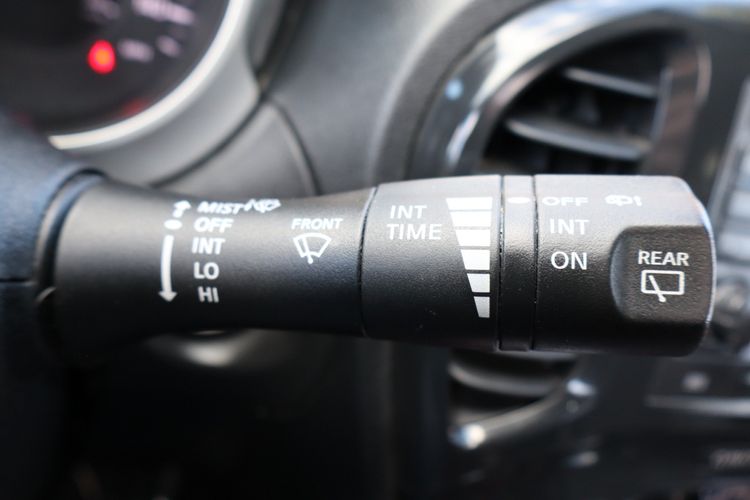 MIST
OFF
INT
LO
HI
FRONT
INT
TIME
OFF
INT
ON
REAR